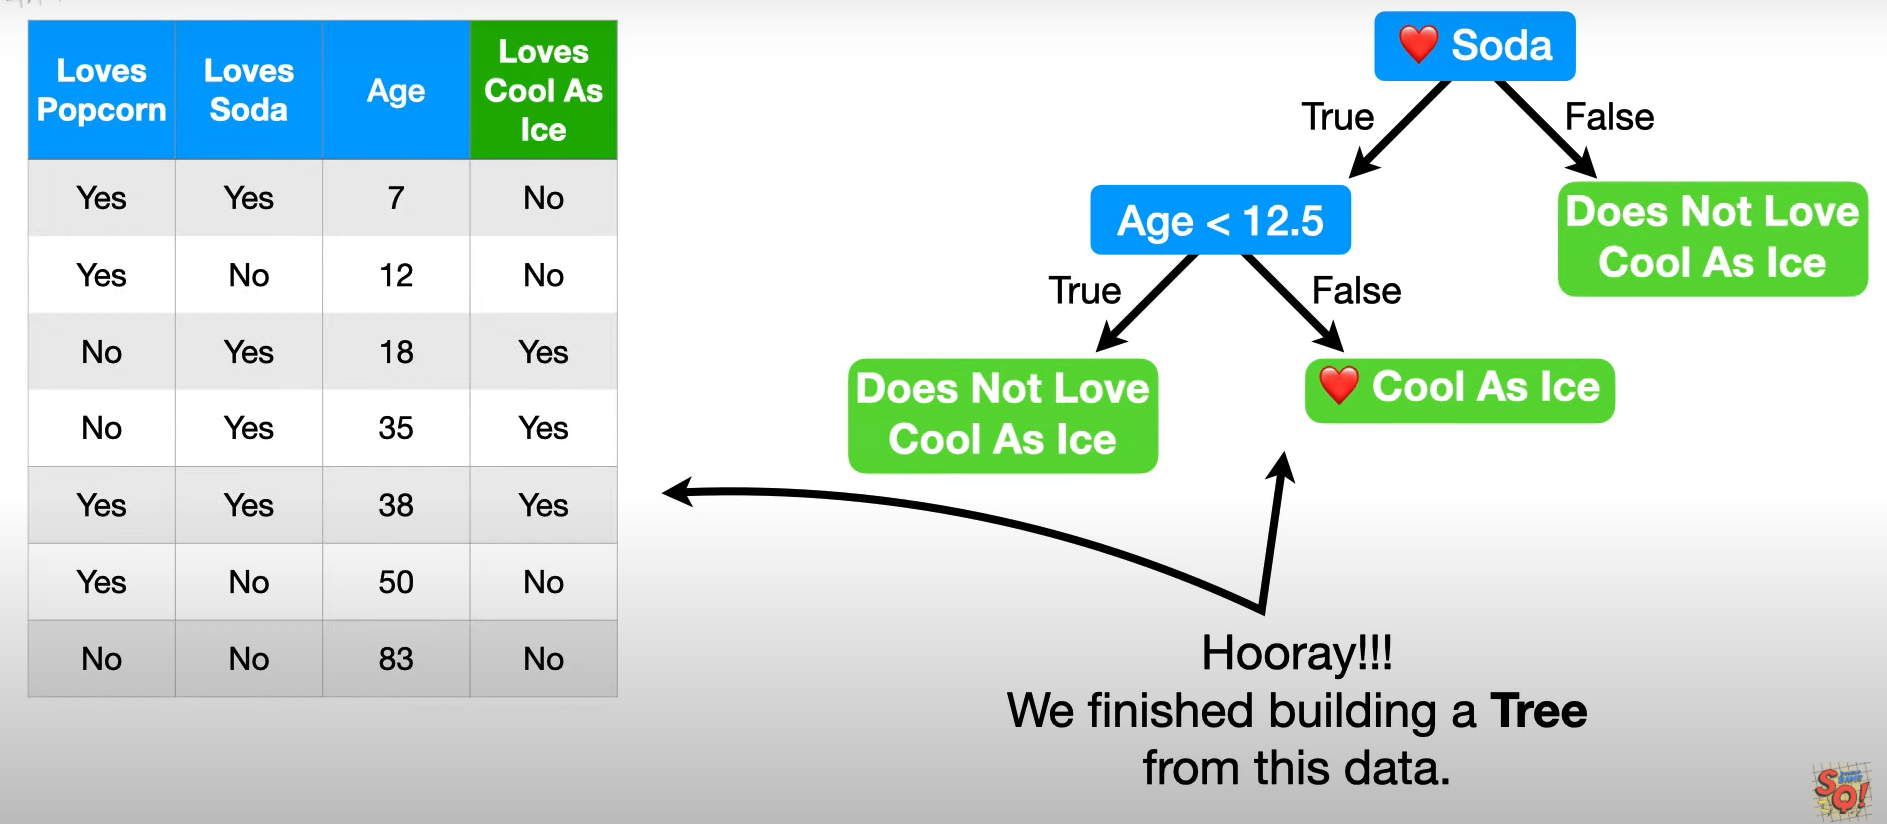 Loves Popcorn Loves Soda Age Loves Cool As Ice
Yes Yes 7 No
Yes No 12 No
No Yes 18 Yes
No Yes 35 Yes
Yes Yes 38 Yes
Yes No 50 No
No No 83 No
❤️ Soda
True False
Age < 12.5
Does Not Love
Cool As Ice
True False
Does Not Love
Cool As Ice
❤️ Cool As Ice
Hooray!!!
We finished building a Tree
from this data.
SQ!